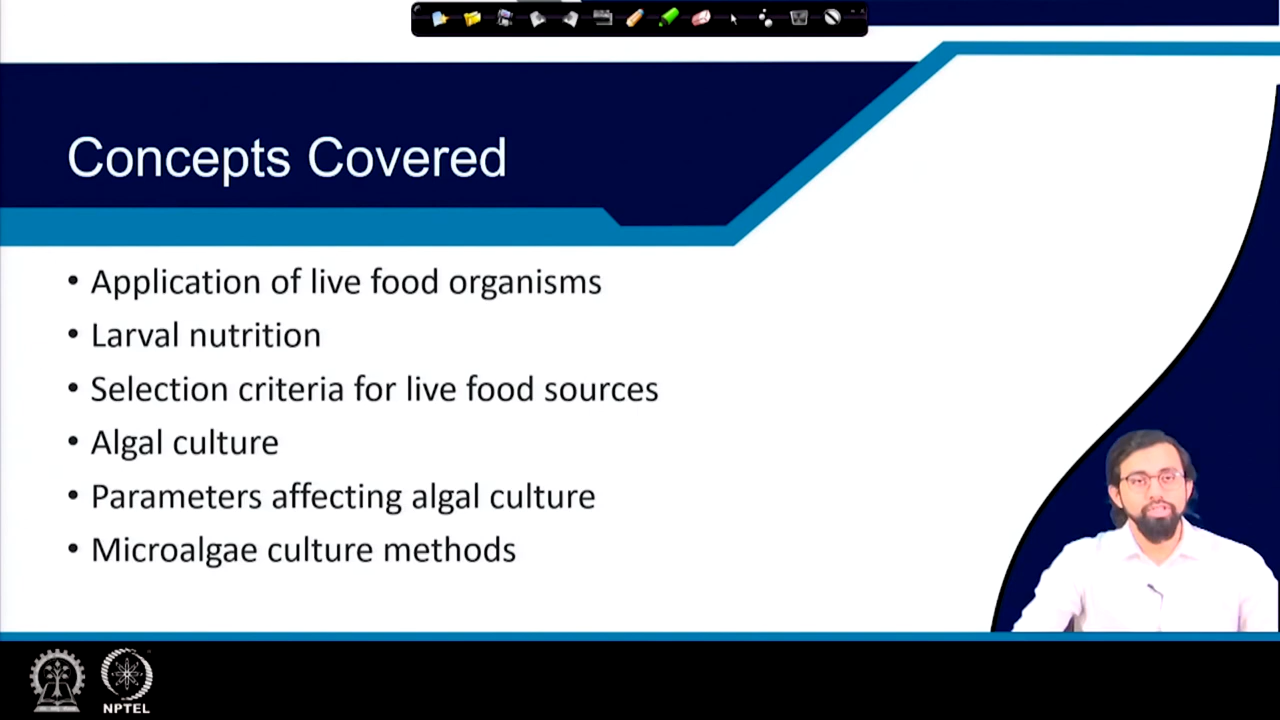 Concepts Covered
• Application of live food organisms
• Larval nutrition
• Selection criteria for live food sources
• Algal culture
• Parameters affecting algal culture
• Microalgae culture methods
NPTEL